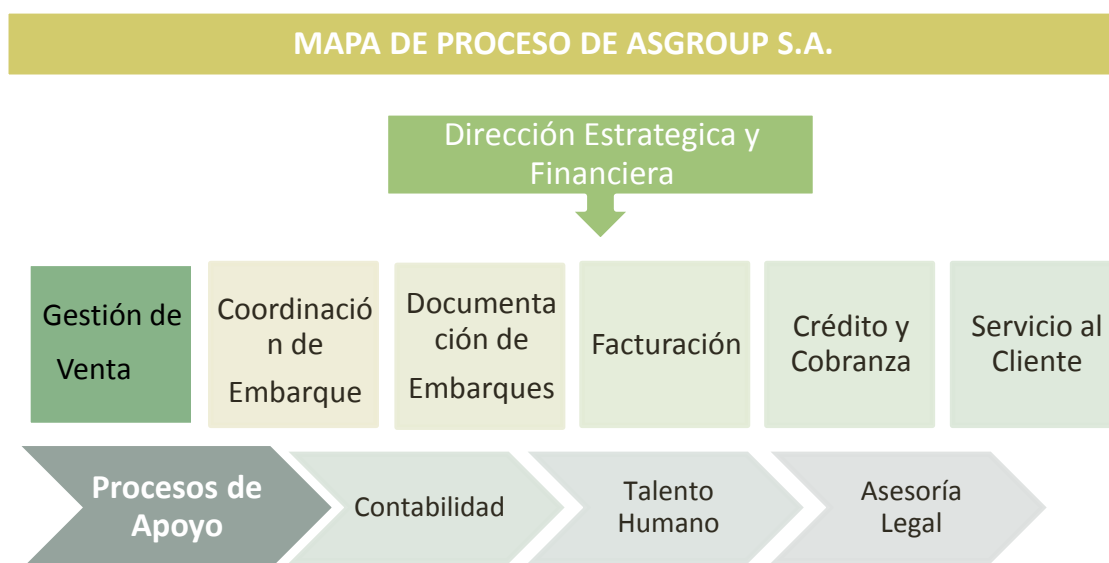 MAPA DE PROCESO DE ASGROUP S.A.
Dirección Estrategica y
Financiera
Gestión de
Venta
Coordinació
n de
Embarque
Documenta
ción de
Embarques
Facturación
Crédito y
Cobranza
Servicio al
Cliente
Procesos de
Apoyo
Contabilidad
Talento
Humano
Asesoría
Legal